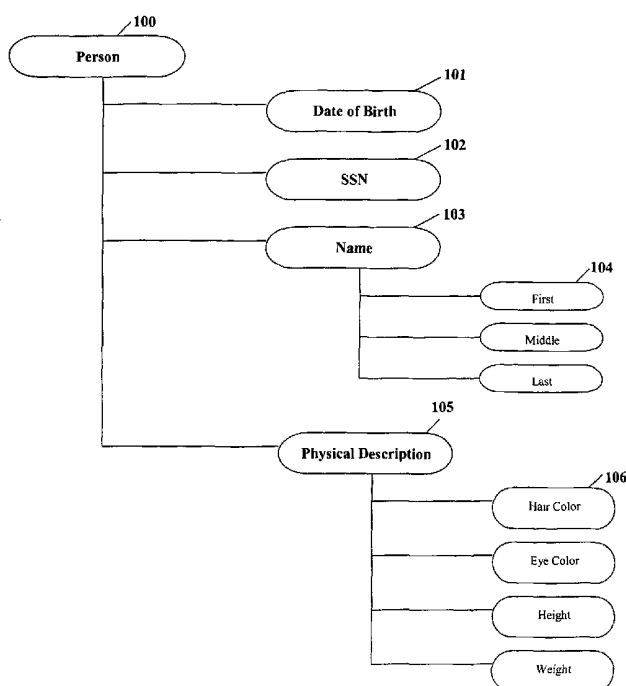 100
Person
101
Date of Birth
102
SSN
103
Name
104
First
Middle
Last
105
Physical Description
106
Hair Color
Eye Color
Height
Weight